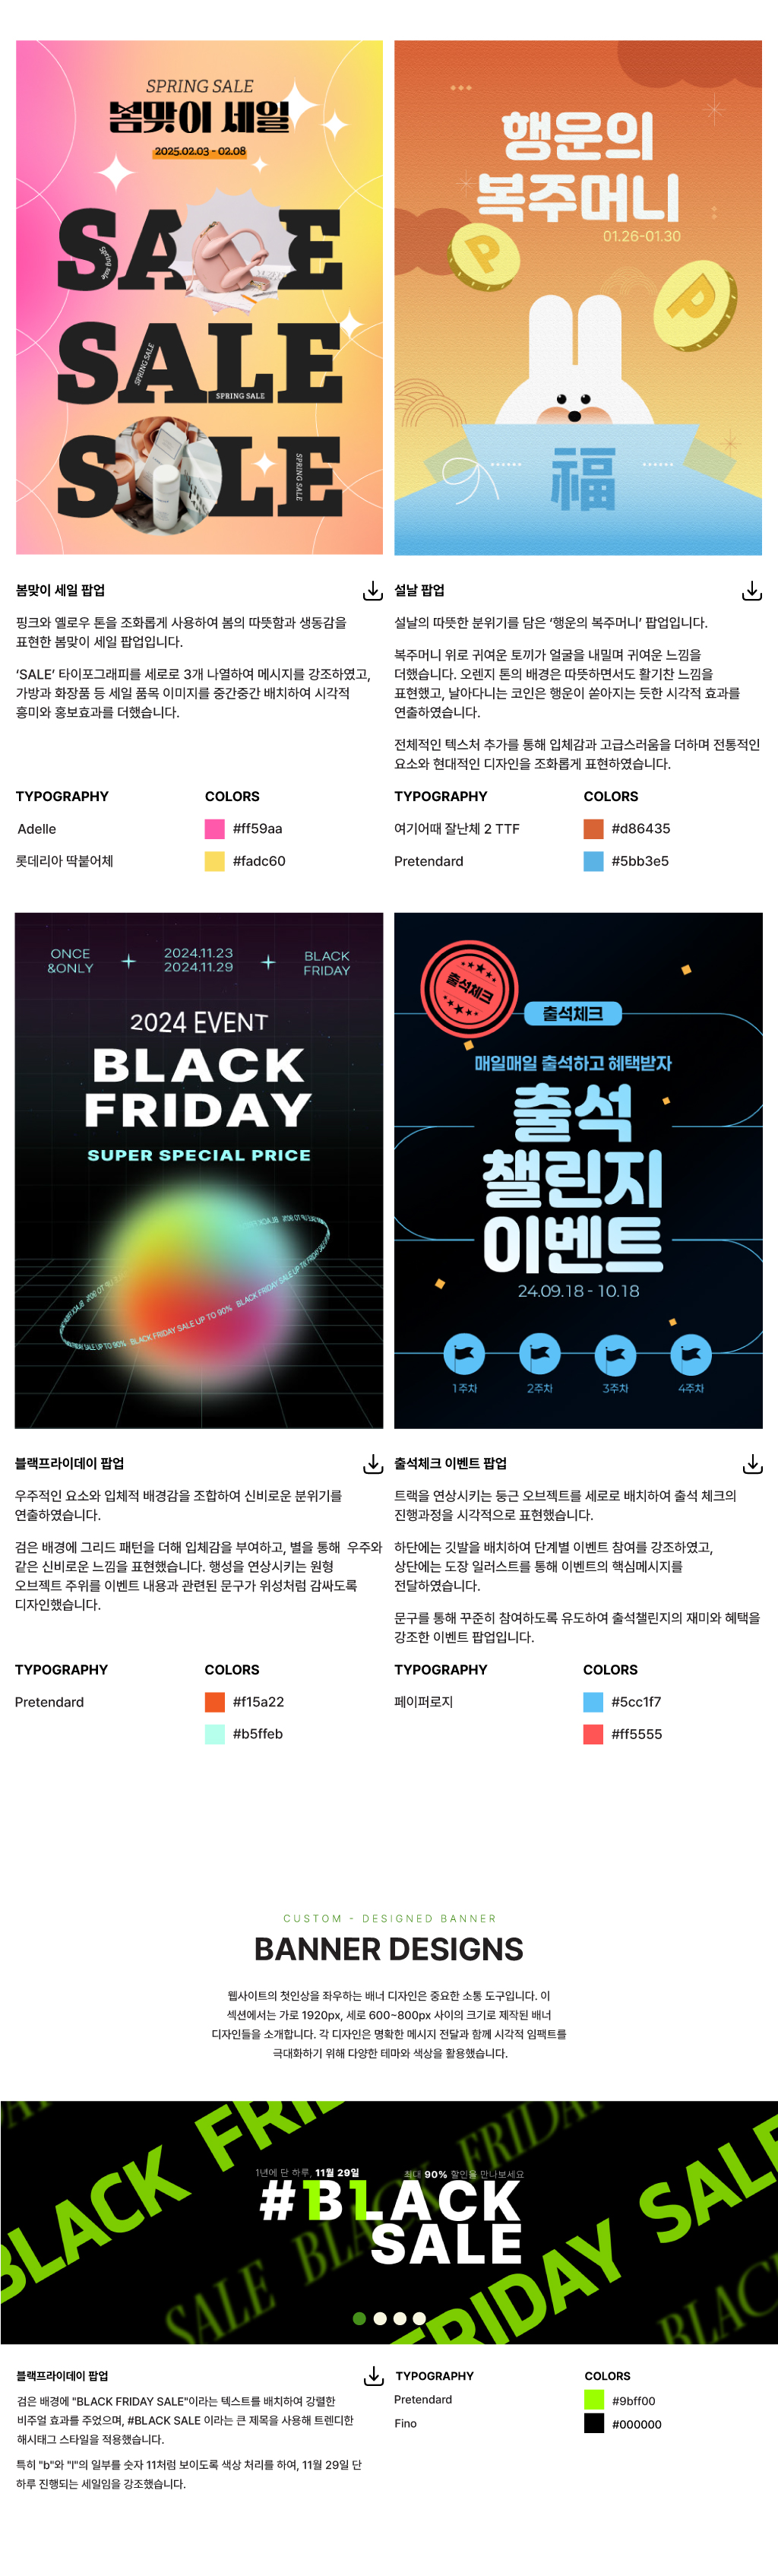 SPRING SALE
봄맞이 세일
2025.02.03 - 02.08
SALE
Spring sale
SALE
SPRING SALE
SPRING SALE
SALE
SPRING SALE
행운의
복주머니
01.26-01.30
P
P
福
봄맞이 세일 팝업
핑크와 옐로우 톤을 조화롭게 사용하여 봄의 따뜻함과 생동감을
표현한 봄맞이 세일 팝업입니다.
‘SALE’ 타이포그래피를 세로로 3개 나열하여 메시지를 강조하였고,
가방과 화장품 등 세일 품목 이미지를 중간중간 배치하여 시각적
흥미와 홍보효과를 더했습니다.
TYPOGRAPHY
COLORS
Adelle
#ff59aa
롯데리아 딱붙어체
#fadc60
설날 팝업
설날의 따뜻한 분위기를 담은 ‘행운의 복주머니’ 팝업입니다.
복주머니 위로 귀여운 토끼가 얼굴을 내밀며 귀여운 느낌을
더했습니다. 오렌지 톤의 배경은 따뜻하면서도 활기찬 느낌을
표현했고, 날아다니는 코인은 행운이 쏟아지는 듯한 시각적 효과를
연출하였습니다.
전체적인 텍스처 추가를 통해 입체감과 고급스러움을 더하며 전통적인
요소와 현대적인 디자인을 조화롭게 표현하였습니다.
TYPOGRAPHY
COLORS
여기어때 잘난체 2 TTF
#d86435
Pretendard
#5bb3e5
ONCE
&ONLY
2024.11.23
2024.11.29
BLACK
FRIDAY
2024 EVENT
BLACK
FRIDAY
SUPER SPECIAL PRICE
BLACK FRIDAY SALE UP TO 90%
BLACK FRIDAY SALE UP TO 90%
출석체크
출석체크
매일매일 출석하고 혜택받자
출석
챌린지
이벤트
24.09.18 - 10.18
1주차
2주차
3주차
4주차
블랙프라이데이 팝업
우주적인 요소와 입체적 배경감을 조합하여 신비로운 분위기를
연출하였습니다.
검은 배경에 그리드 패턴을 더해 입체감을 부여하고, 별을 통해 우주와
같은 신비로운 느낌을 표현했습니다. 행성을 연상시키는 원형
오브젝트 주위를 이벤트 내용과 관련된 문구가 위성처럼 감싸도록
디자인했습니다.
TYPOGRAPHY
COLORS
Pretendard
#f15a22
#b5ffeb
출석체크 이벤트 팝업
트랙을 연상시키는 둥근 오브젝트를 세로로 배치하여 출석 체크의
진행과정을 시각적으로 표현했습니다.
하단에는 깃발을 배치하여 단계별 이벤트 참여를 강조하였고,
상단에는 도장 일러스트를 통해 이벤트의 핵심메시지를
전달하였습니다.
문구를 통해 꾸준히 참여하도록 유도하여 출석챌린지의 재미와 혜택을
강조한 이벤트 팝업입니다.
TYPOGRAPHY
COLORS
페이퍼로지
#5cc1f7
#ff5555
CUSTOM - DESIGNED BANNER
BANNER DESIGNS
웹사이트의 첫인상을 좌우하는 배너 디자인은 중요한 소통 도구입니다. 이
섹션에서는 가로 1920px, 세로 600~800px 사이의 크기로 제작된 배너
디자인들을 소개합니다. 각 디자인은 명확한 메시지 전달과 함께 시각적 임팩트를
극대화하기 위해 다양한 테마와 색상을 활용했습니다.
BLACK FRI
FRIDAY
SALE BLACK
FRIDAY SALE
BLACK
1년에 단 하루, 11월 29일
최대 90% 할인을 만나보세요
#BLACK
SALE
블랙프라이데이 팝업
검은 배경에 "BLACK FRIDAY SALE"이라는 텍스트를 배치하여 강렬한
비주얼 효과를 주었으며, #BLACK SALE 이라는 큰 제목을 사용해 트렌디한
해시태그 스타일을 적용했습니다.
특히 "b"와 "l"의 일부를 숫자 11처럼 보이도록 색상 처리를 하여, 11월 29일 단
하루 진행되는 세일임을 강조했습니다.
TYPOGRAPHY
COLORS
Pretendard
#9bff00
Fino
#000000